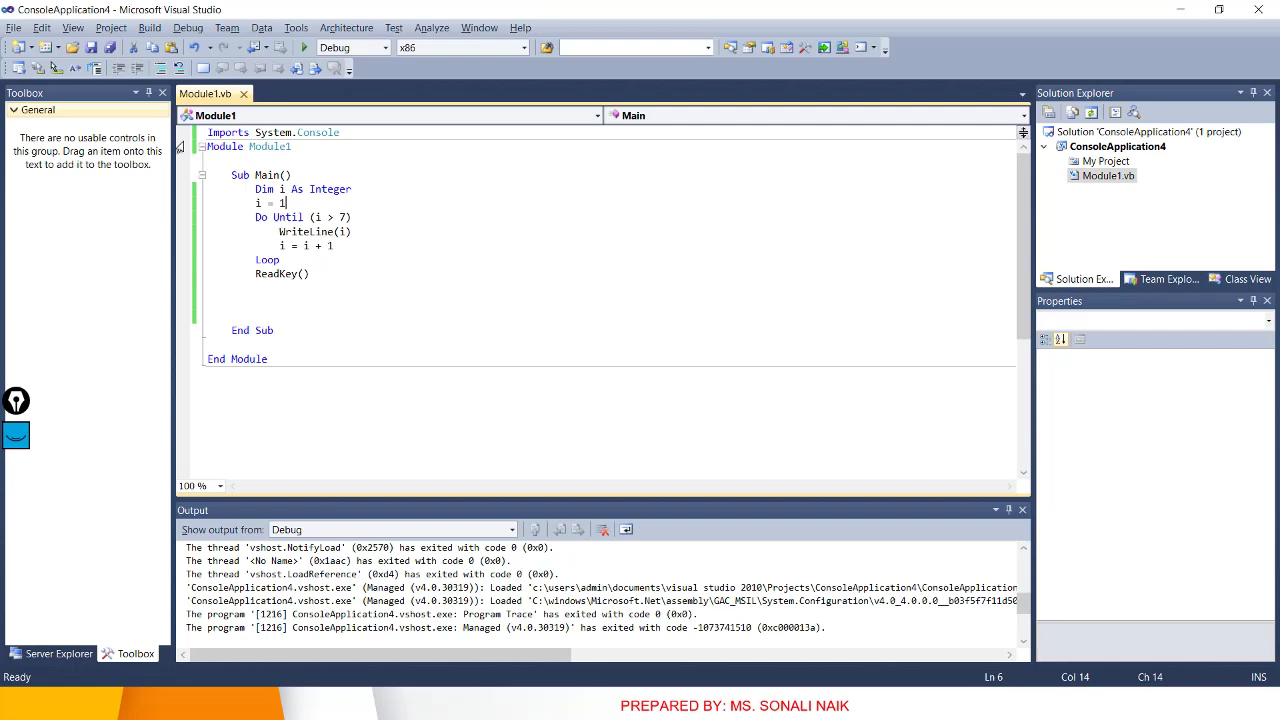 ConsoleApplication4 - Microsoft Visual Studio
File Edit View Project Build Debug Team Data Tools Architecture Test Analyze Window Help
Debug x86
Toolbox
General
There are no usable controls in
this group. Drag an item onto this
text to add it to the toolbox.
Server Explorer Toolbox
Module1.vb
Module1 Main
Imports System.Console
Module Module1
Sub Main()
Dim i As Integer
i = 1
Do Until (i > 7)
WriteLine(i)
i = i + 1
Loop
ReadKey()
End Sub
End Module
100 %
Output
Show output from: Debug
The thread 'vshost.NotifyLoad' (0x2570) has exited with code 0 (0x0).
The thread '<No Name>' (0x1aac) has exited with code 0 (0x0).
The thread 'vshost.LoadReference' (0xd4) has exited with code 0 (0x0).
'ConsoleApplication4.vshost.exe' (Managed (v4.0.30319)): Loaded 'c:\users\admin\documents\visual studio 2010\Projects\ConsoleApplication4\ConsoleApplication
'ConsoleApplication4.vshost.exe' (Managed (v4.0.30319)): Loaded 'C:\windows\Microsoft.Net\assembly\GAC_MSIL\System.Configuration\v4.0_4.0.0.0__b03f5f7f11d50
The program '[1216] ConsoleApplication4.vshost.exe: Program Trace' has exited with code 0 (0x0).
The program '[1216] ConsoleApplication4.vshost.exe: Managed (v4.0.30319)' has exited with code -1073741510 (0xc000013a).
Solution Explorer
Solution 'ConsoleApplication4' (1 project)
ConsoleApplication4
My Project
Module1.vb
Solution Ex... Team Explo... Class View
Properties
Ready Ln 6 Col 14 Ch 14 INS
PREPARED BY: MS. SONALI NAIK